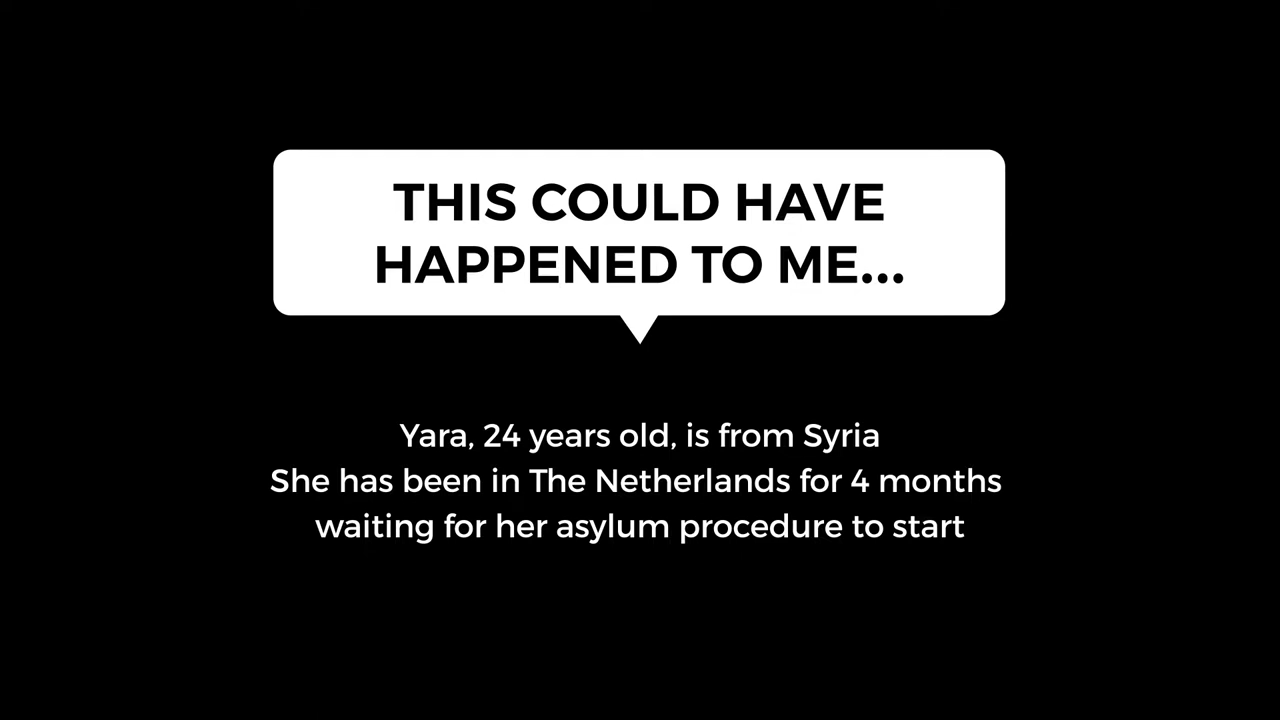 THIS COULD HAVE
HAPPENED TO ME...
Yara, 24 years old, is from Syria
She has been in The Netherlands for 4 months
waiting for her asylum procedure to start